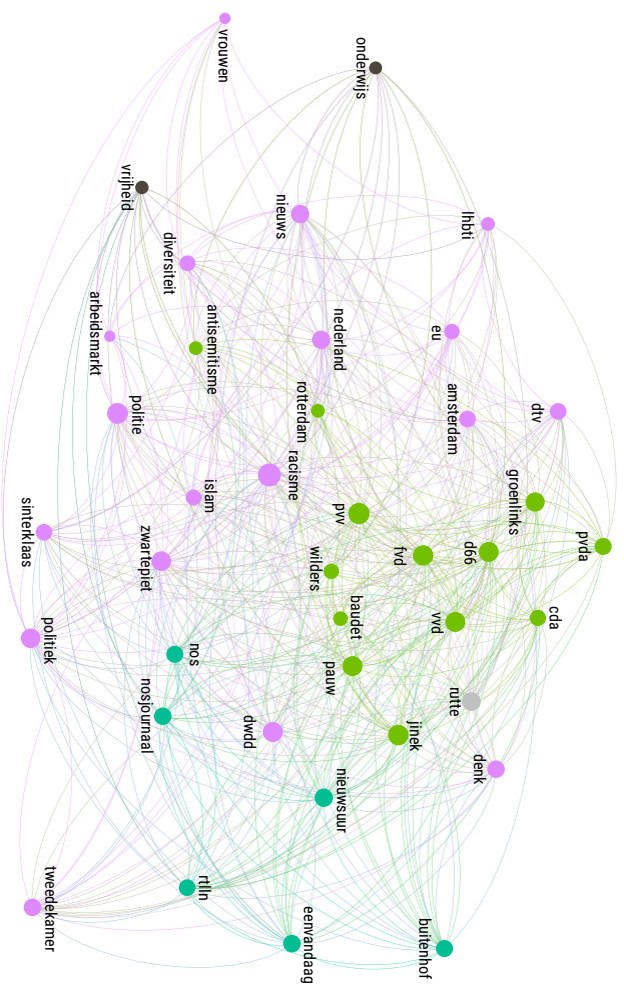 vrouwen
onderwijs
vrijheid
nieuws
lhbti
diversiteit
arbeidsmarkt
antisemitisme
nederland
eu
politie
rotterdam
amsterdam
dtv
racisme
islam
groenlinks
pvv
sinterklaas
zwartepiet
wilders
fvd
d66
pvda
baudet
vvd
cda
politiek
nos
pauw
nosjournaal
dwdd
rutte
jinek
nieuwsuur
denk
tweedekamer
rtlln
eenvandaag
buitenhof